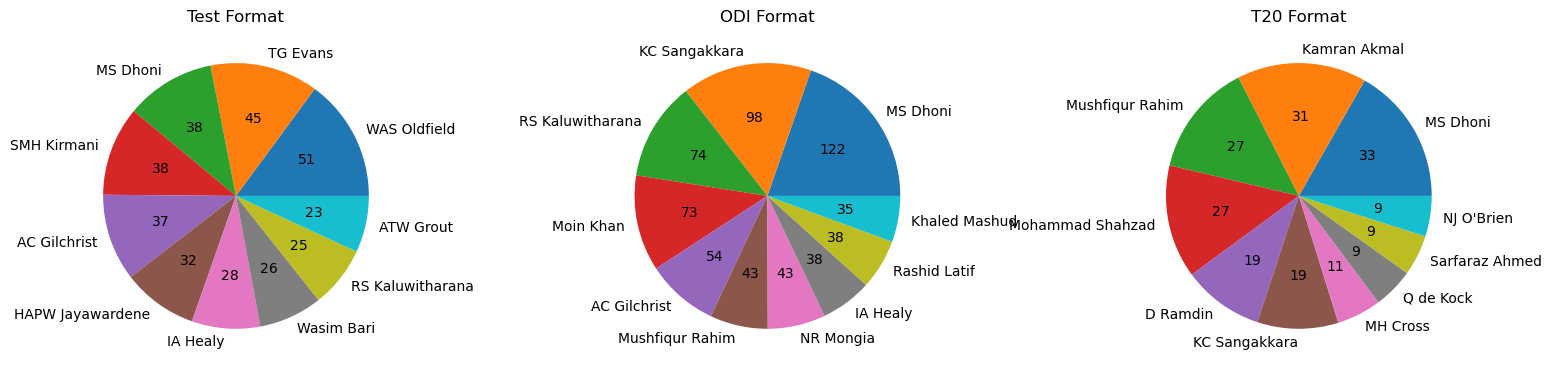 Test Format
TG Evans
MS Dhoni
SMH Kirmani
WAS Oldfield
45
38
38
51
37
32
28
26
25
23
AC Gilchrist
HAPW Jayawardene
IA Healy
Wasim Bari
RS Kaluwitharana
ATW Grout
ODI Format
KC Sangakkara
RS Kaluwitharana
MS Dhoni
98
74
122
73
54
43
43
38
38
35
Moin Khan
AC Gilchrist
Mushfiqur Rahim
NR Mongia
IA Healy
Rashid Latif
Khaled Mashud
T20 Format
Kamran Akmal
Mushfiqur Rahim
MS Dhoni
31
27
33
27
19
19
11
9
9
9
Mohammad Shahzad
D Ramdin
KC Sangakkara
MH Cross
Q de Kock
Sarfaraz Ahmed
NJ O'Brien